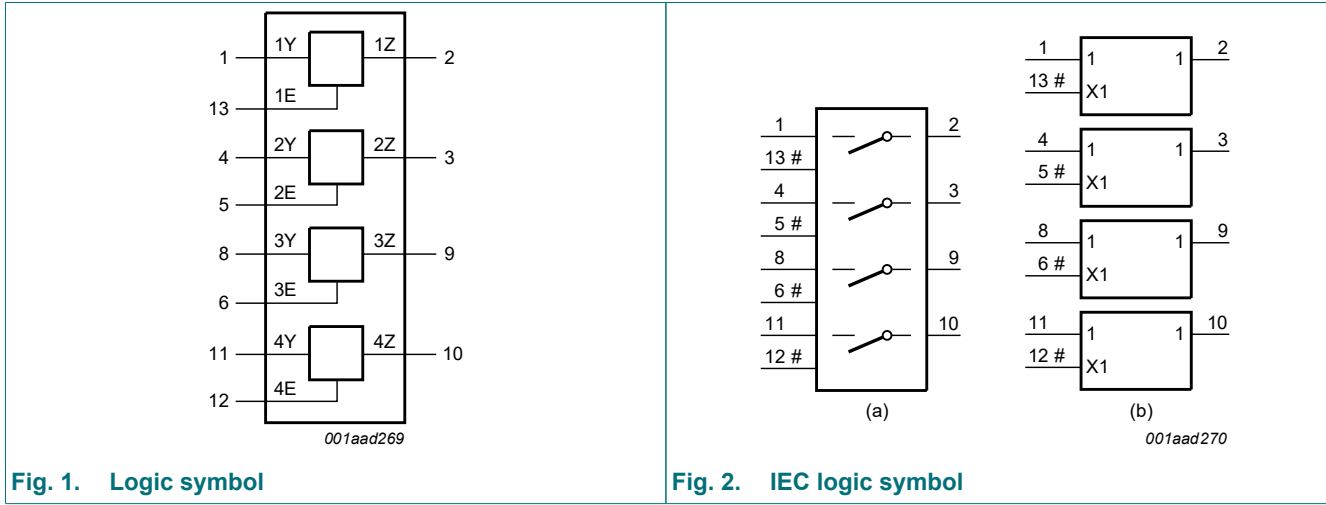 1Y 1Z
1 2
1E
13
2Y 2Z
4 3
2E
5
3Y 3Z
8 9
3E
6
4Y 4Z
11 10
4E
12
001aad269
Fig. 1. Logic symbol
1 2
13 #
4 3
5 #
8 9
6 #
11 10
12 #
(a)
1 2
1 1
13 #
X1
4 3
1 1
5 #
X1
8 9
1 1
6 #
X1
11 10
1 1
12 #
X1
(b)
001aad270
Fig. 2. IEC logic symbol